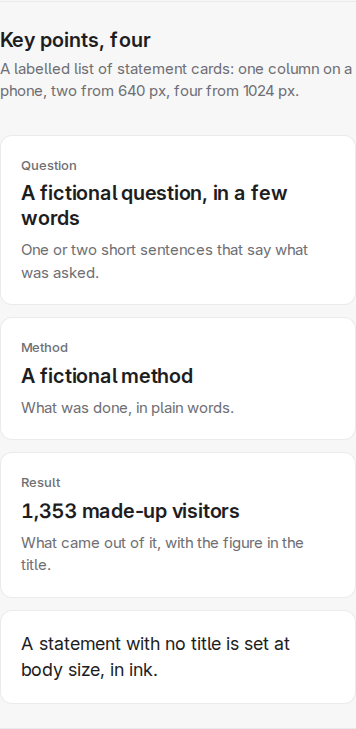 Key points, four
A labelled list of statement cards: one column on a
phone, two from 640 px, four from 1024 px.
Question
A fictional question, in a few
words
One or two short sentences that say what
was asked.
Method
A fictional method
What was done, in plain words.
Result
1,353 made-up visitors
What came out of it, with the figure in the
title.
A statement with no title is set at
body size, in ink.